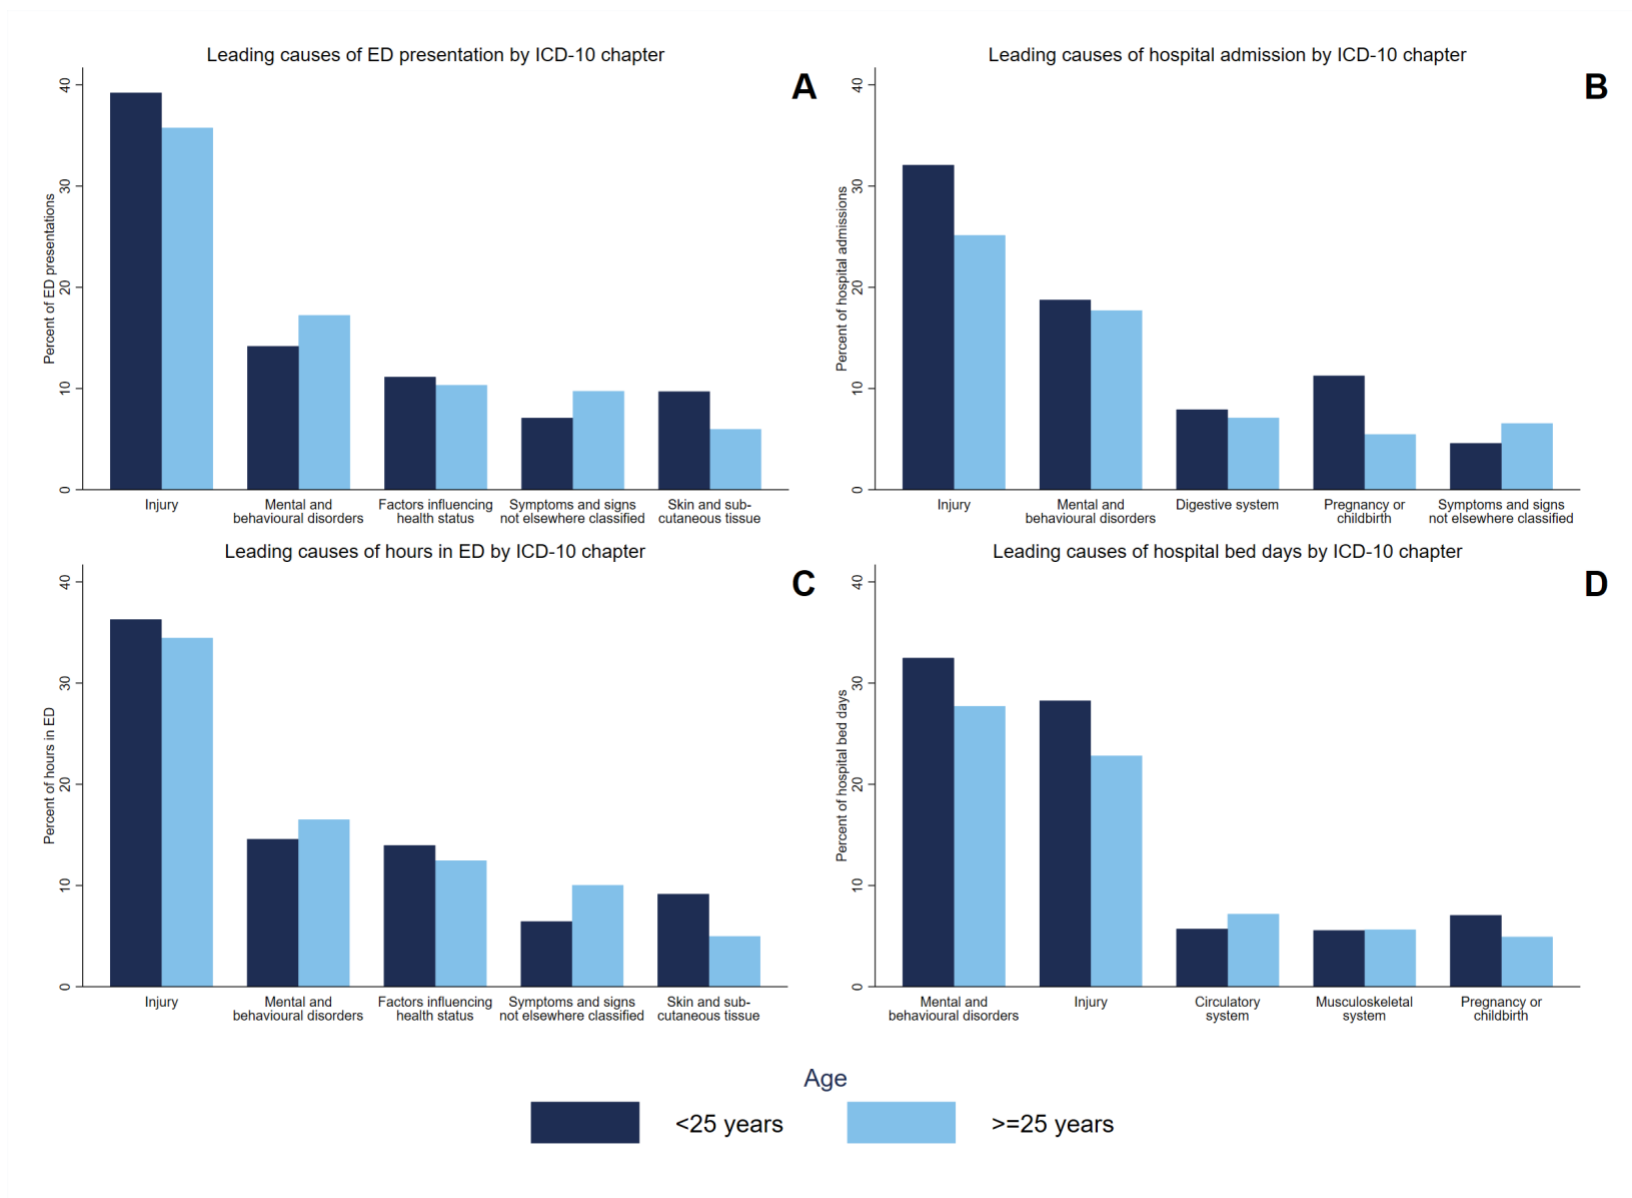 Leading causes of ED presentation by ICD-10 chapter
A
Percent of ED presentations
40
30
20
10
0
Injury
Mental and
behavioural disorders
Factors influencing
health status
Symptoms and signs
not elsewhere classified
Skin and sub-
cutaneous tissue
Leading causes of hospital admission by ICD-10 chapter
B
Percent of hospital admissions
40
30
20
10
0
Injury
Mental and
behavioural disorders
Digestive system
Pregnancy or
childbirth
Symptoms and signs
not elsewhere classified
Leading causes of hours in ED by ICD-10 chapter
C
Percent of hours in ED
40
30
20
10
0
Injury
Mental and
behavioural disorders
Factors influencing
health status
Symptoms and signs
not elsewhere classified
Skin and sub-
cutaneous tissue
Leading causes of hospital bed days by ICD-10 chapter
D
Percent of hospital bed days
40
30
20
10
0
Mental and
behavioural disorders
Injury
Circulatory
system
Musculoskeletal
system
Pregnancy or
childbirth
Age
<25 years
>=25 years